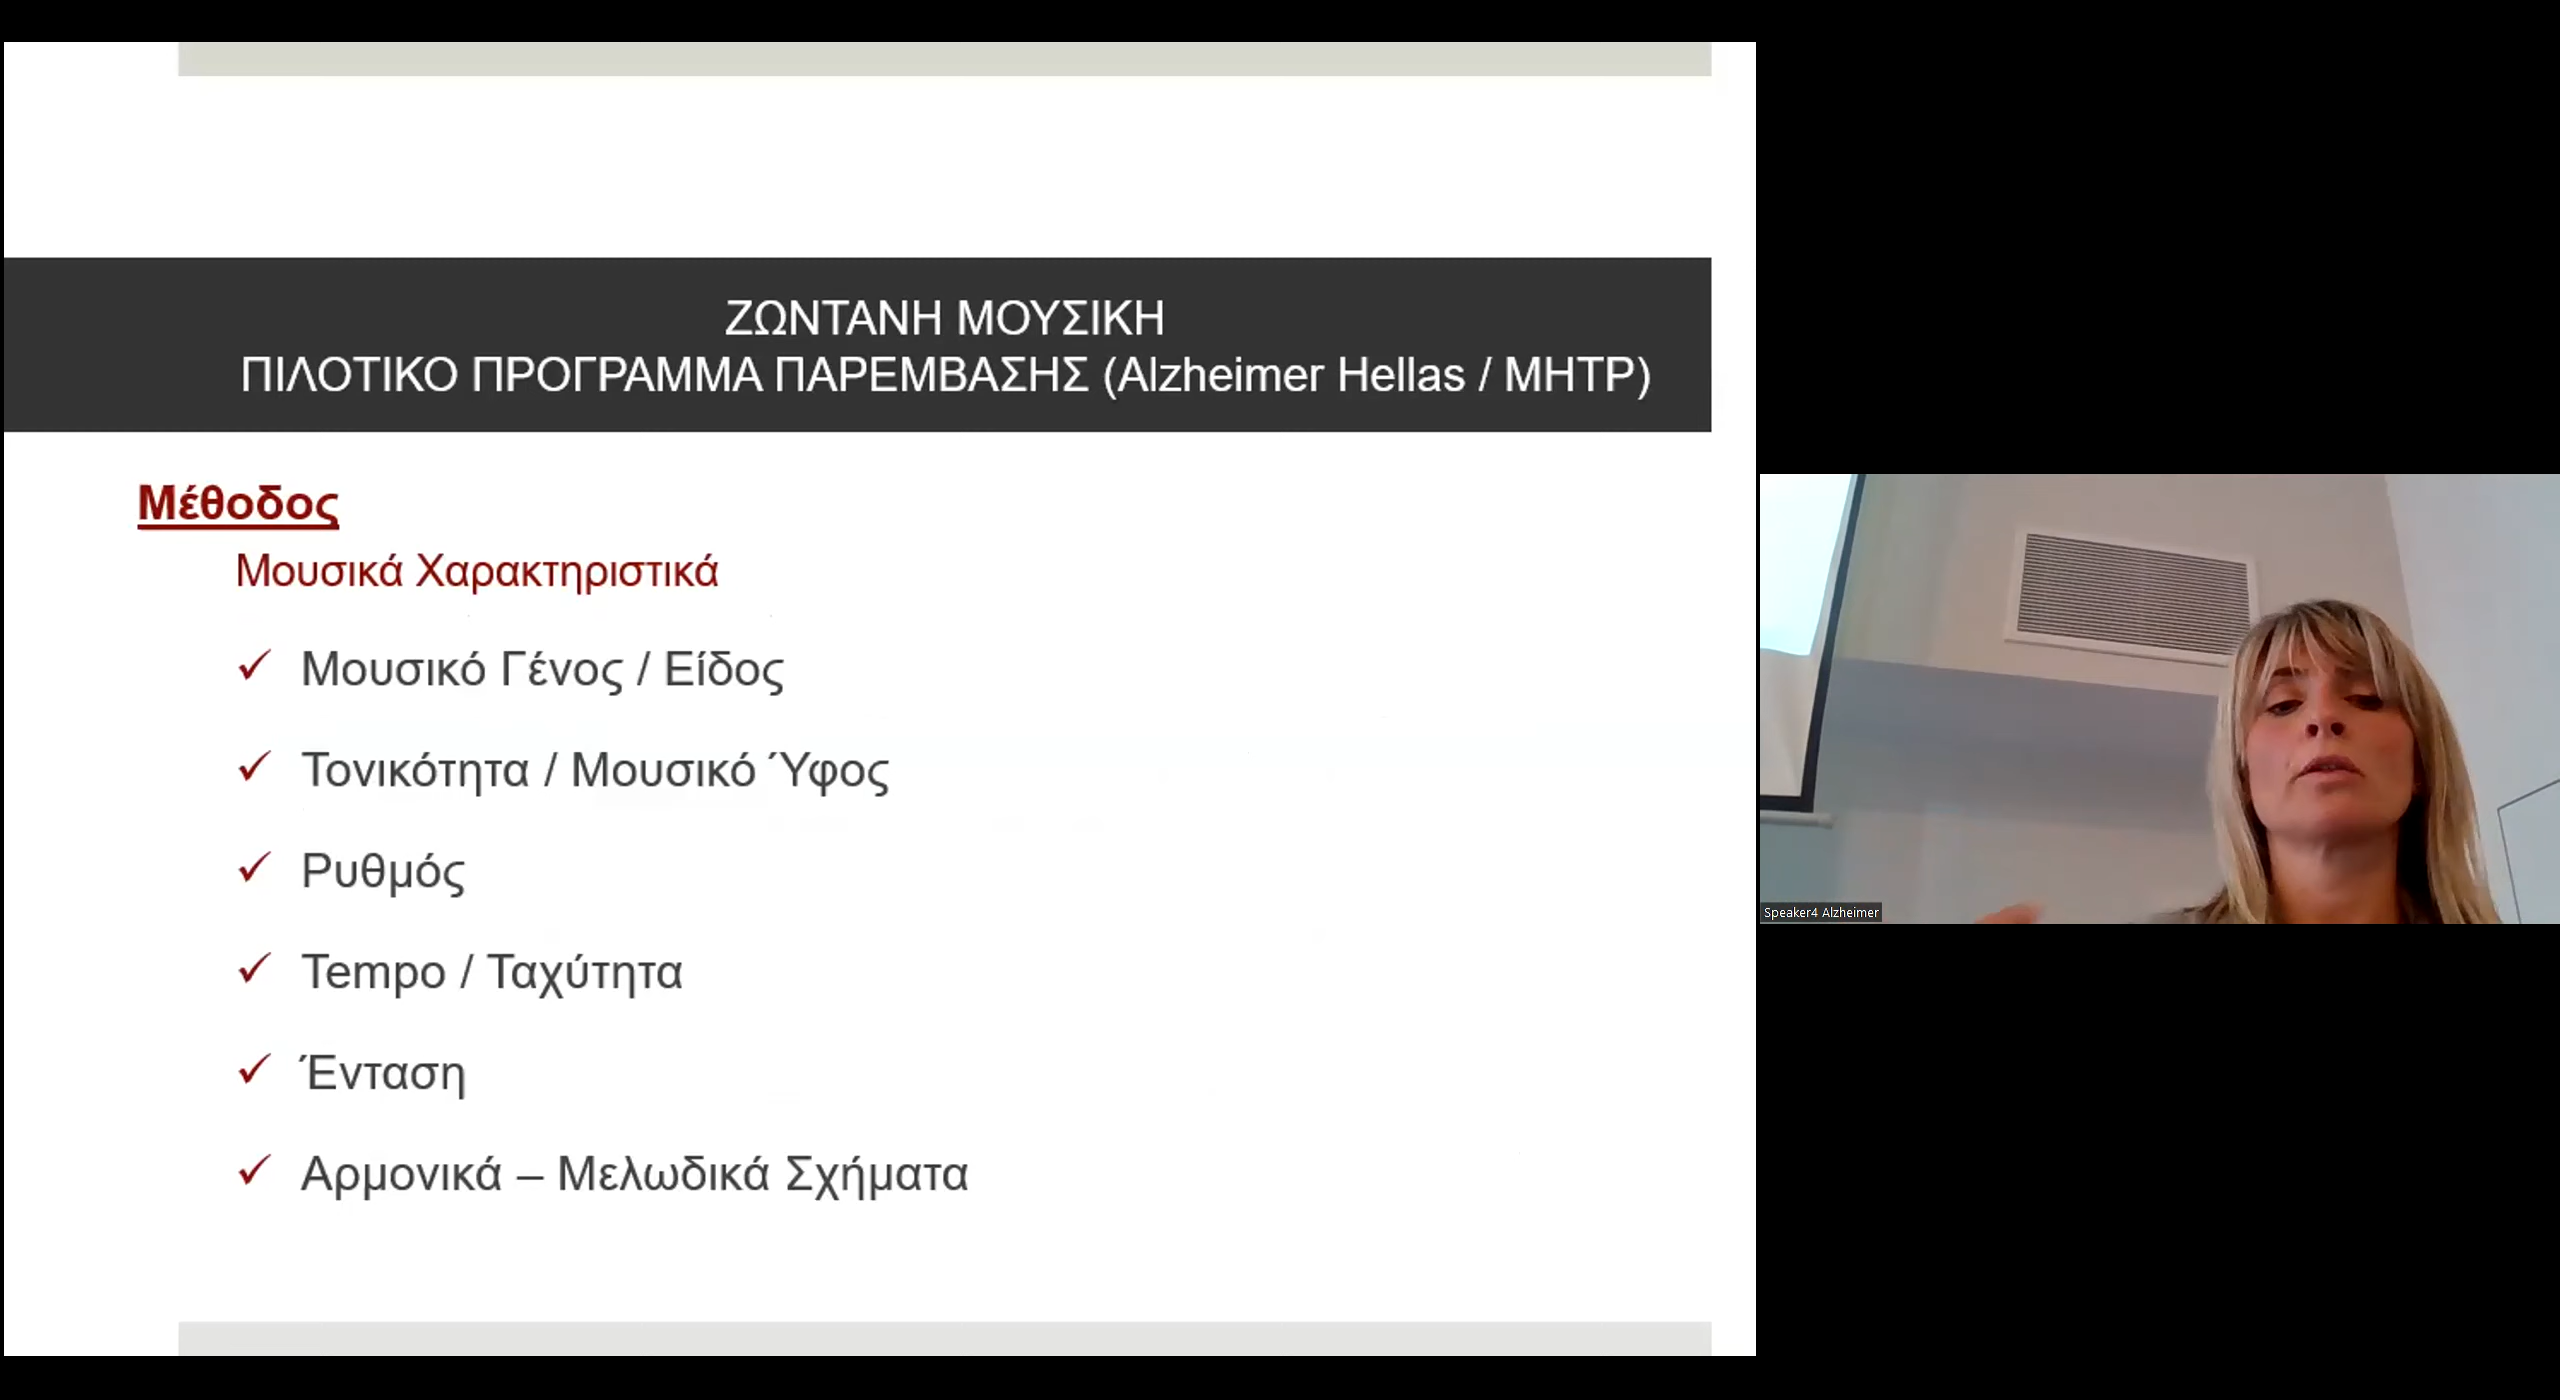 ΖΩΝΤΑΝΗ ΜΟΥΣΙΚΗ
ΠΙΛΟΤΙΚΟ ΠΡΟΓΡΑΜΜΑ ΠΑΡΕΜΒΑΣΗΣ (Alzheimer Hellas / ΜΗΤΡ)
Μέθοδος
Μουσικά Χαρακτηριστικά
✓ Μουσικό Γένος / Είδος
✓ Τονικότητα / Μουσικό Ύφος
✓ Ρυθμός
✓ Tempo / Ταχύτητα
✓ Ένταση
✓ Αρμονικά – Μελωδικά Σχήματα
Speaker4 Alzheimer